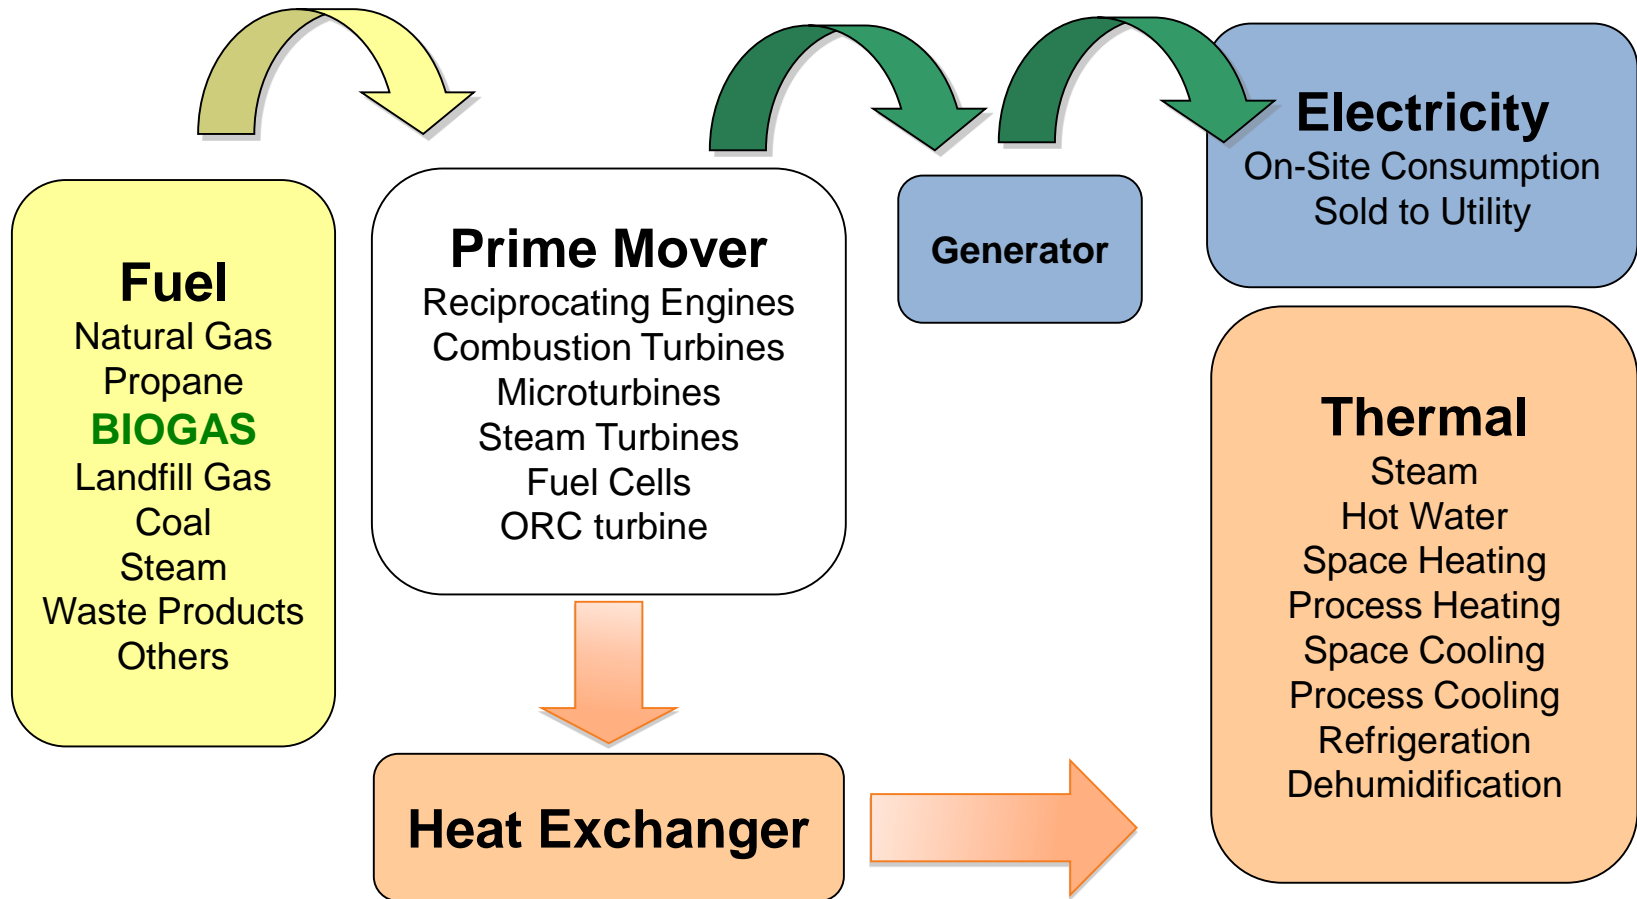 Fuel
Natural Gas
Propane
BIOGAS
Landfill Gas
Coal
Steam
Waste Products
Others
Prime Mover
Reciprocating Engines
Combustion Turbines
Microturbines
Steam Turbines
Fuel Cells
ORC turbine
Generator
Electricity
On-Site Consumption
Sold to Utility
Heat Exchanger
Thermal
Steam
Hot Water
Space Heating
Process Heating
Space Cooling
Process Cooling
Refrigeration
Dehumidification